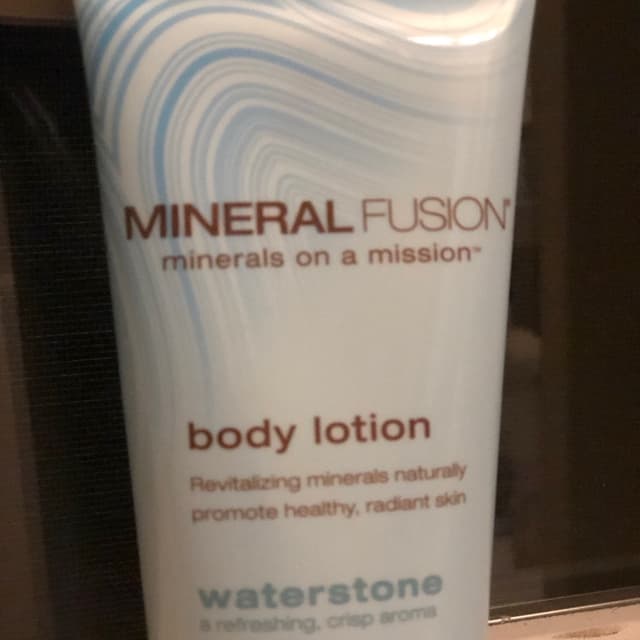 MINERAL FUSION®
minerals on a mission™
body lotion
Revitalizing minerals naturally
promote healthy, radiant skin
waterstone
a refreshing, crisp aroma